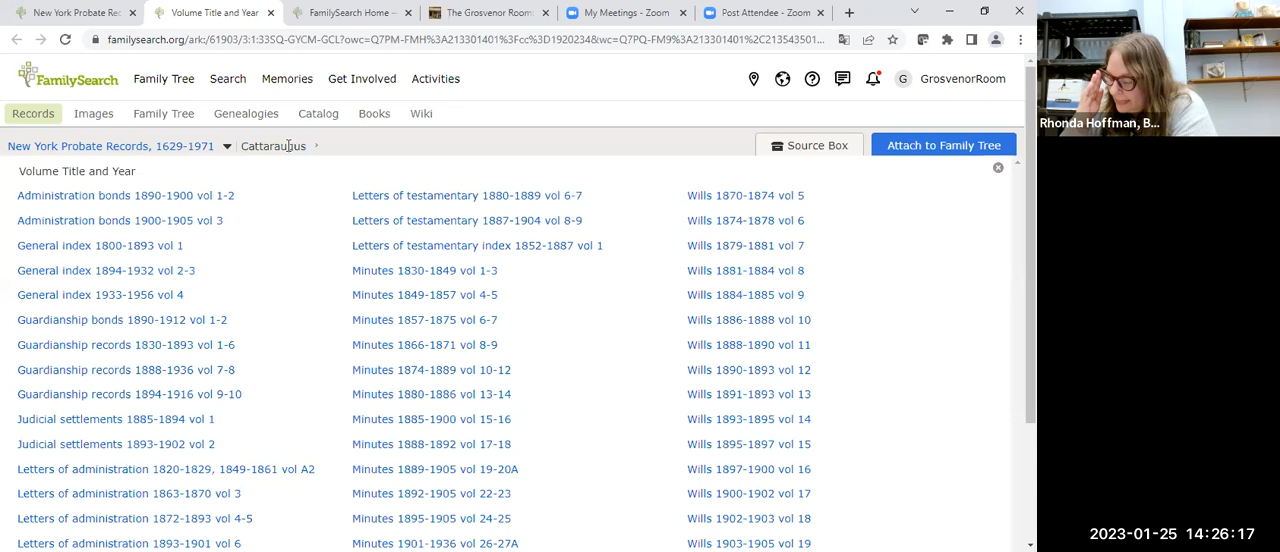 New York Probate Rec
Volume Title and Year
FamilySearch Home —
The Grosvenor Room
My Meetings - Zoom
Post Attendee - Zoom
familysearch.org/ark:/61903/3:1:33SQ-GYCM-GCL
13301401%3Fcc%3D1920234&wc=Q7PQ-FM9%3A213301401%2C213543501...
FamilySearch
Family Tree
Search
Memories
Get Involved
Activities
G
GrosvenorRoom
Records
Images
Family Tree
Genealogies
Catalog
Books
Wiki
New York Probate Records, 1629-1971
Cattaraugus
Source Box
Attach to Family Tree
Volume Title and Year
Administration bonds 1890-1900 vol 1-2
Administration bonds 1900-1905 vol 3
General index 1800-1893 vol 1
General index 1894-1932 vol 2-3
General index 1933-1956 vol 4
Guardianship bonds 1890-1912 vol 1-2
Guardianship records 1830-1893 vol 1-6
Guardianship records 1888-1936 vol 7-8
Guardianship records 1894-1916 vol 9-10
Judicial settlements 1885-1894 vol 1
Judicial settlements 1893-1902 vol 2
Letters of administration 1820-1829, 1849-1861 vol A2
Letters of administration 1863-1870 vol 3
Letters of administration 1872-1893 vol 4-5
Letters of administration 1893-1901 vol 6
Letters of testamentary 1880-1889 vol 6-7
Letters of testamentary 1887-1904 vol 8-9
Letters of testamentary index 1852-1887 vol 1
Minutes 1830-1849 vol 1-3
Minutes 1849-1857 vol 4-5
Minutes 1857-1875 vol 6-7
Minutes 1866-1871 vol 8-9
Minutes 1874-1889 vol 10-12
Minutes 1880-1886 vol 13-14
Minutes 1885-1900 vol 15-16
Minutes 1888-1892 vol 17-18
Minutes 1889-1905 vol 19-20A
Minutes 1892-1905 vol 22-23
Minutes 1895-1905 vol 24-25
Minutes 1901-1936 vol 26-27A
Wills 1870-1874 vol 5
Wills 1874-1878 vol 6
Wills 1879-1881 vol 7
Wills 1881-1884 vol 8
Wills 1884-1885 vol 9
Wills 1886-1888 vol 10
Wills 1888-1890 vol 11
Wills 1890-1893 vol 12
Wills 1891-1893 vol 13
Wills 1893-1895 vol 14
Wills 1895-1897 vol 15
Wills 1897-1900 vol 16
Wills 1900-1902 vol 17
Wills 1902-1903 vol 18
Wills 1903-1905 vol 19
Rhonda Hoffman, B...
2023-01-25 14:26:17